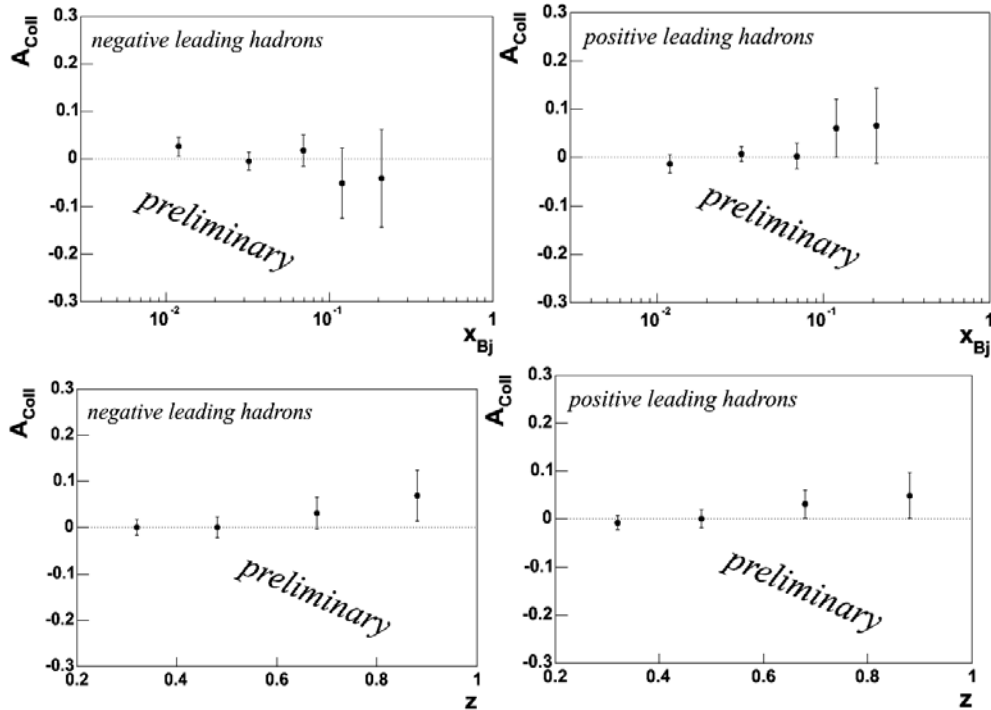 A_Coll
0.3
0.2
0.1
0
-0.1
-0.2
-0.3
negative leading hadrons
preliminary
10^-2
10^-1
1
x_Bj
A_Coll
0.3
0.2
0.1
0
-0.1
-0.2
-0.3
positive leading hadrons
preliminary
10^-2
10^-1
1
x_Bj
A_Coll
0.3
0.2
0.1
0
-0.1
-0.2
-0.3
negative leading hadrons
preliminary
0.2 0.4 0.6 0.8 1
z
A_Coll
0.3
0.2
0.1
0
-0.1
-0.2
-0.3
positive leading hadrons
preliminary
0.2 0.4 0.6 0.8 1
z